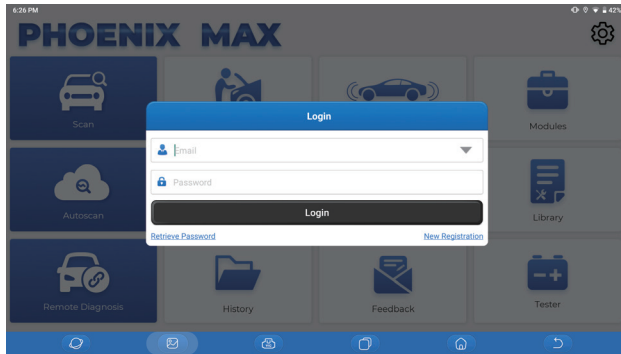 6:26 PM
42%
PHOENIX MAX
Scan
Login
Modules
Email
Password
Autoscan
Login
Library
Retrieve Password
New Registration
Remote Diagnosis
History
Feedback
Tester